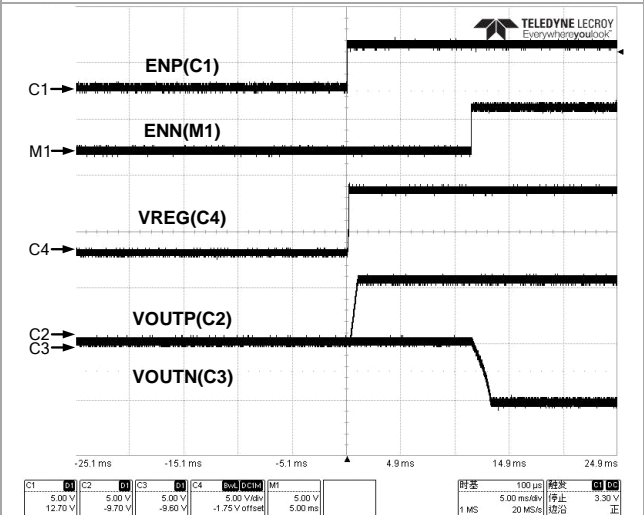 TELEDYNE LECROY
Everywhereyoulook™
ENP(C1)
C1
ENN(M1)
M1
VREG(C4)
C4
VOUTP(C2)
C2
C3
VOUTN(C3)
-25.1 ms -15.1 ms -5.1 ms 4.9 ms 14.9 ms 24.9 ms
C1 D1 C2 D1 C3 D1 C4 BwL DC1M M1
5.00 V 5.00 V 5.00 V 5.00 V/div 5.00 V
12.70 V -9.70 V -9.60 V -1.75 V offset 5.00 ms
时基 100 µs 触发 C1 DC
5.00 ms/div 停止 3.30 V
1 MS 20 MS/s 边沿 正